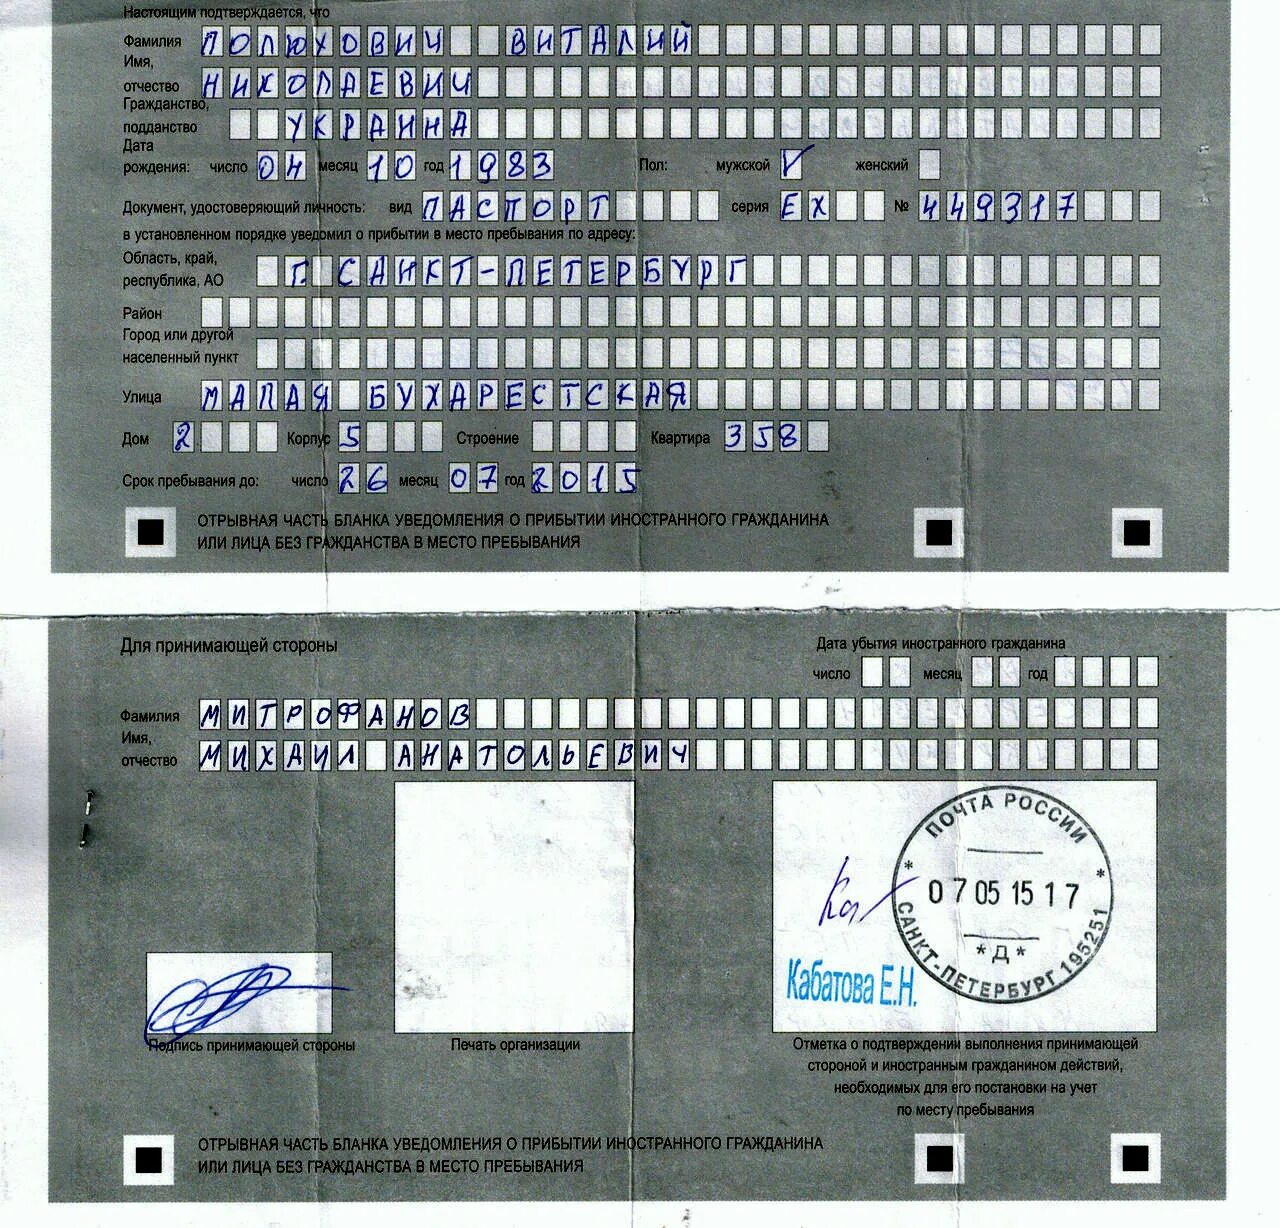 Настоящим подтверждается, что
Фамилия ПОЛЮХОВИЧ ВИТАЛИЙ
Имя,
отчество НИКОЛАЕВИЧ
Гражданство,
подданство УКРАИНА
Дата
рождения: число 04 месяц 10 год 1983 Пол: мужской V женский
Документ, удостоверяющий личность: вид ПАСПОРТ серия ЕХ № 449317
в установленном порядке уведомил о прибытии в место пребывания по адресу:
Область, край,
республика, АО Г. САНКТ-ПЕТЕРБУРГ
Район
Город или другой
населенный пункт
Улица МАЛАЯ БУХАРЕСТСКАЯ
Дом 2 Корпус 5 Строение Квартира 358
Срок пребывания до: число 26 месяц 07 год 2015
ОТРЫВНАЯ ЧАСТЬ БЛАНКА УВЕДОМЛЕНИЯ О ПРИБЫТИИ ИНОСТРАННОГО ГРАЖДАНИНА
ИЛИ ЛИЦА БЕЗ ГРАЖДАНСТВА В МЕСТО ПРЕБЫВАНИЯ
Для принимающей стороны
Дата убытия иностранного гражданина
число месяц год
Фамилия МИТРОФАНОВ
Имя,
отчество МИХАИЛ АНАТОЛЬЕВИЧ
ПОЧТА РОССИИ
07 05 15 17
*Д*
САНКТ-ПЕТЕРБУРГ 195251
Кабатова Е.Н.
Подпись принимающей стороны
Печать организации
Отметка о подтверждении выполнения принимающей
стороной и иностранным гражданином действий,
необходимых для его постановки на учет
по месту пребывания
ОТРЫВНАЯ ЧАСТЬ БЛАНКА УВЕДОМЛЕНИЯ О ПРИБЫТИИ ИНОСТРАННОГО ГРАЖДАНИНА
ИЛИ ЛИЦА БЕЗ ГРАЖДАНСТВА В МЕСТО ПРЕБЫВАНИЯ